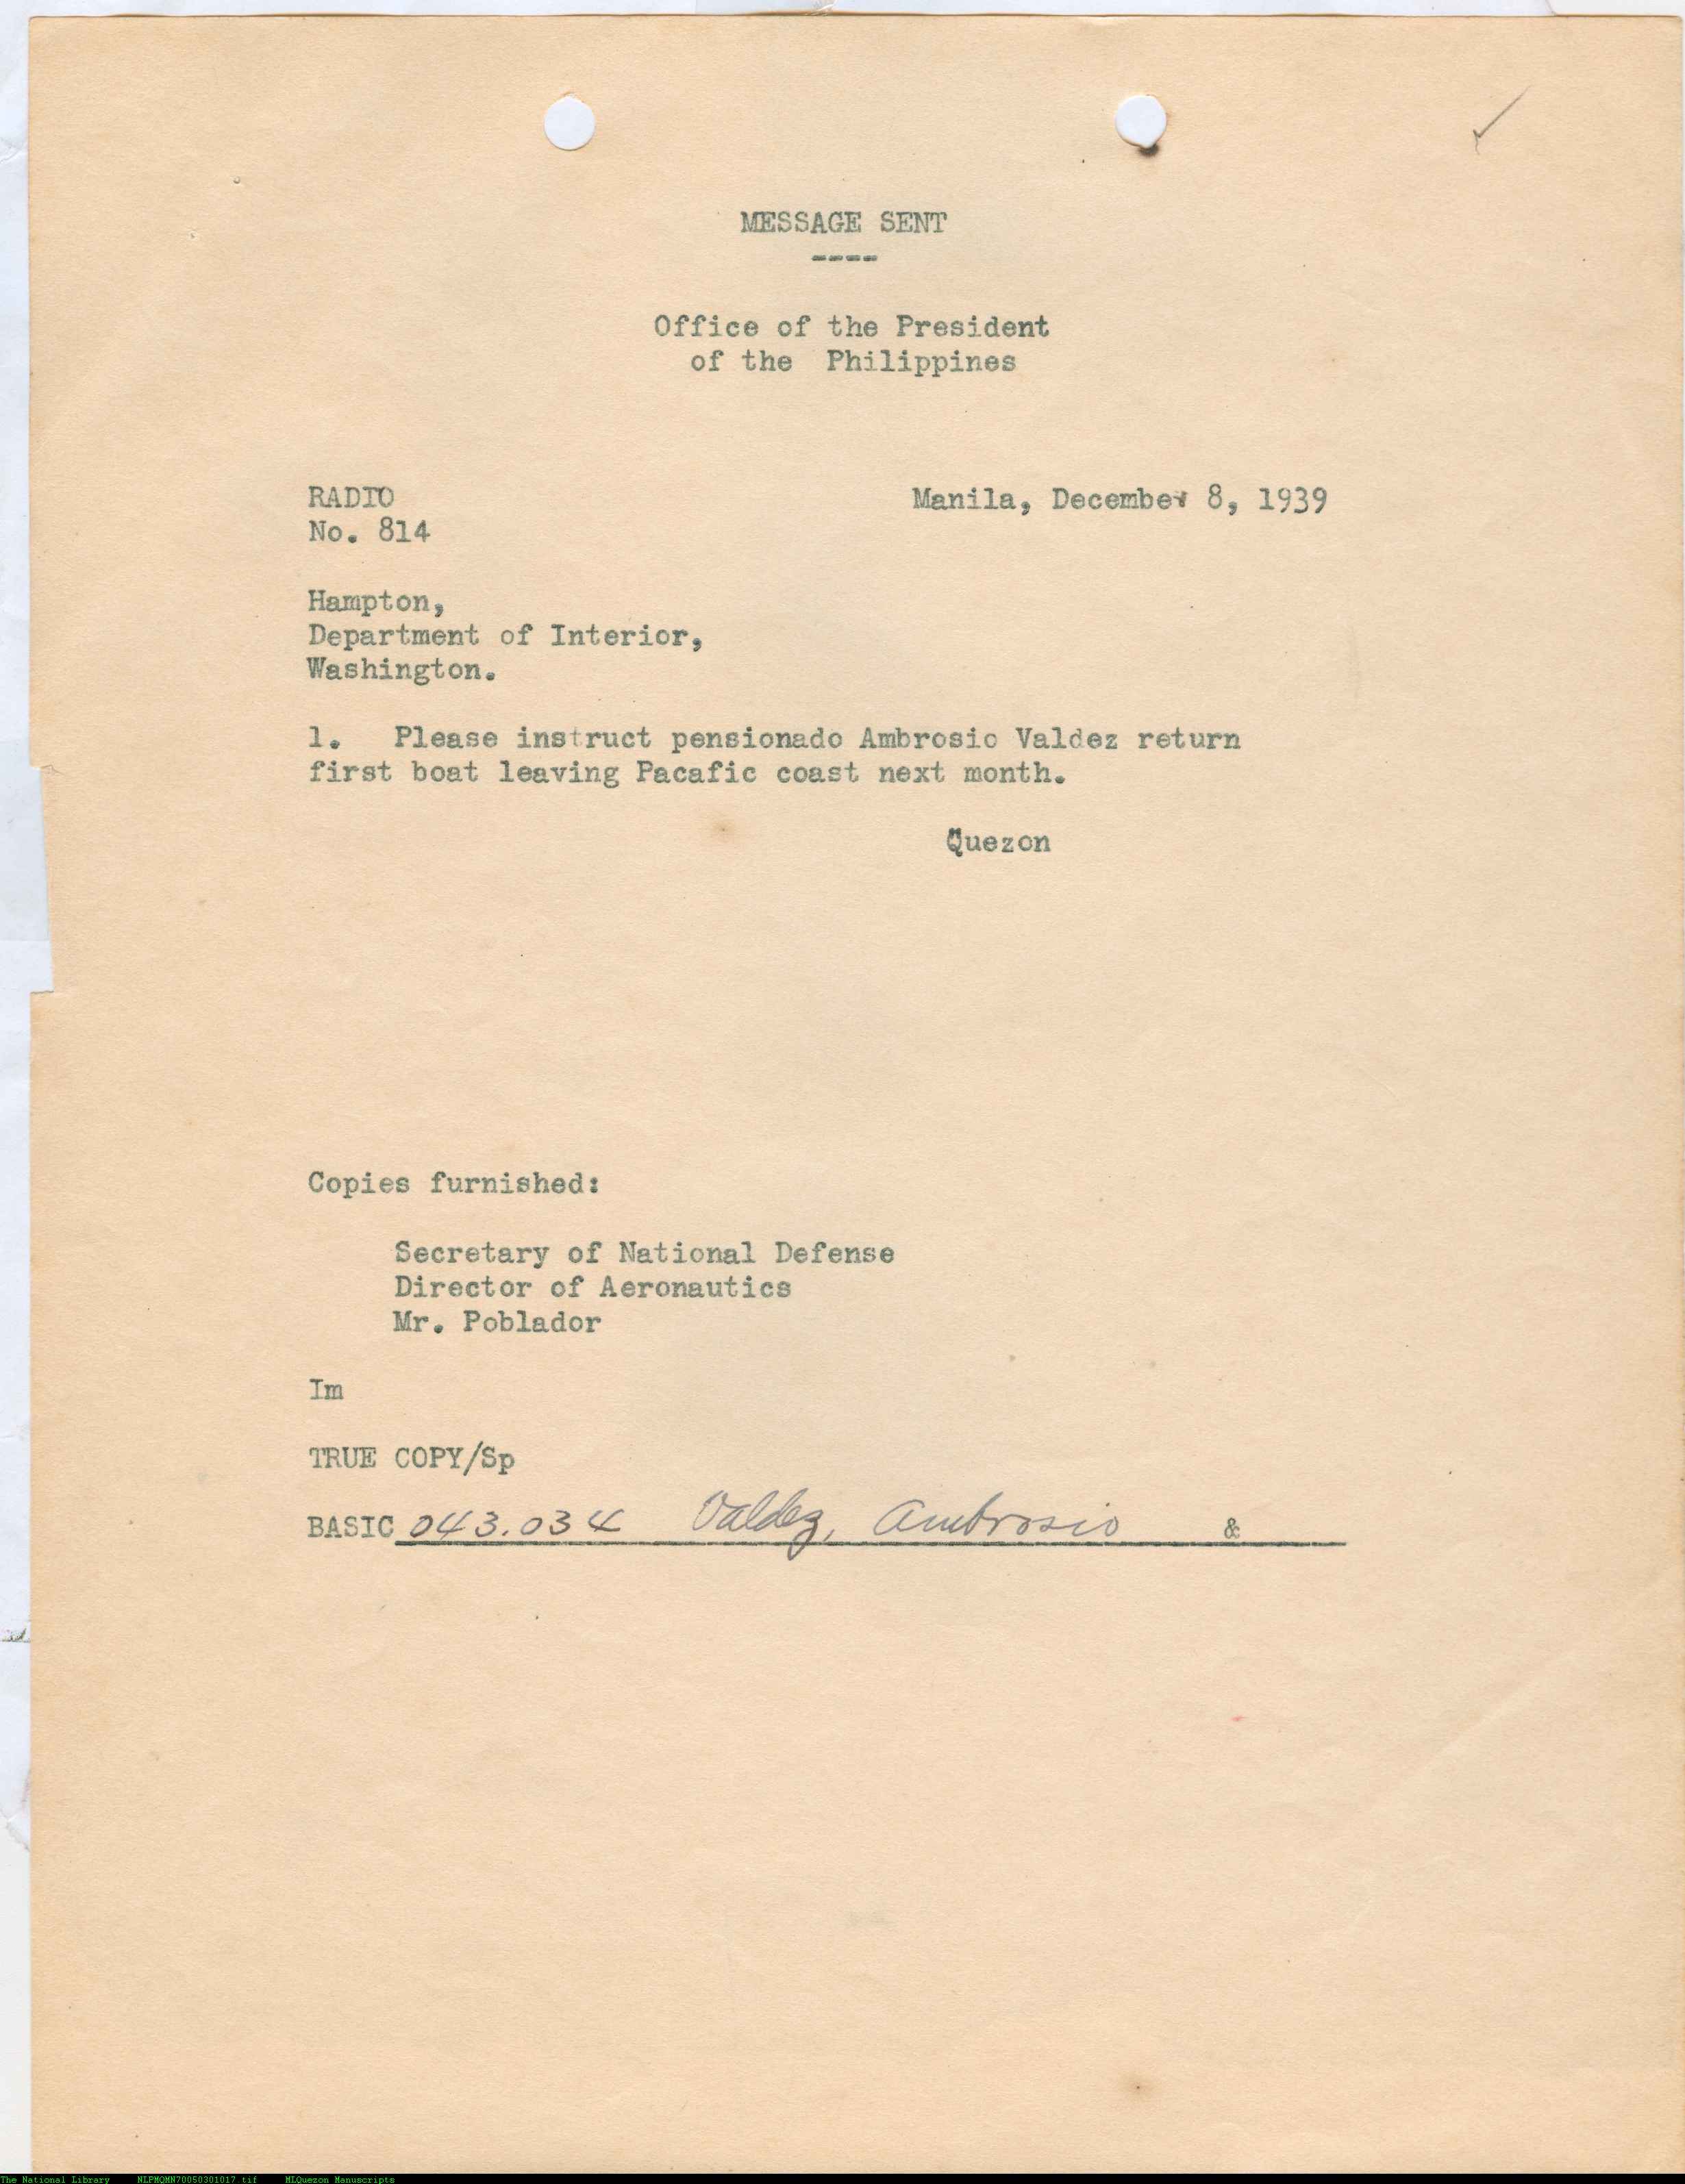 MESSAGE SENT
----
Office of the President
of the Philippines
RADIO Manila, December 8, 1939
No. 814
Hampton,
Department of Interior,
Washington.
1. Please instruct pensionado Ambrosio Valdez return
first boat leaving Pacafic coast next month.
Quezon
Copies furnished:
Secretary of National Defense
Director of Aeronautics
Mr. Poblador
Im
TRUE COPY/Sp
BASIC 043.034 Valdez, Ambrosio &
The National Library NLPMQMN70050301017.tif MLQuezon Manuscripts